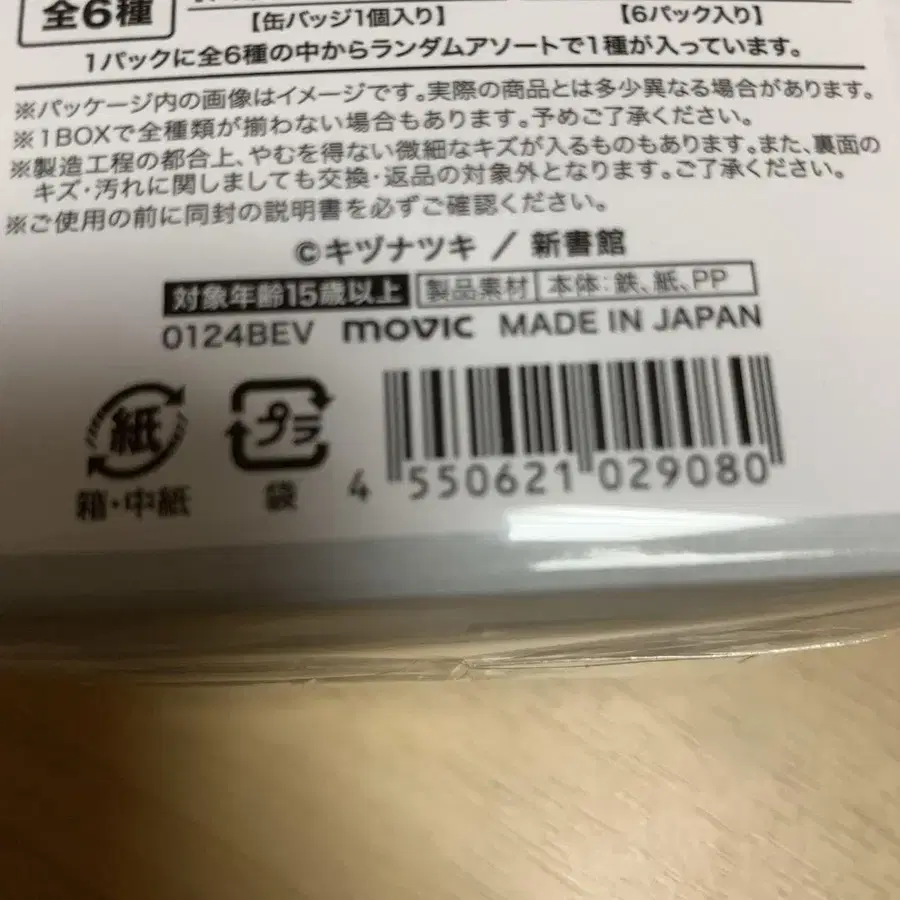 全6種
【缶バッジ1個入り】 【6パック入り】
1パックに全6種の中からランダムアソートで1種が入っています。
※パッケージ内の画像はイメージです。実際の商品とは多少異なる場合があります。
※1BOXで全種類が揃わない場合もあります。予めご了承ください。
※製造工程の都合上、やむを得ない微細なキズが入るものもあります。また、裏面の
キズ・汚れに関しましても交換・返品の対象外となります。ご了承ください。
※ご使用の前に同封の説明書を必ずご確認ください。
©キヅナツキ / 新書館
対象年齢15歳以上 製品素材 本体:鉄、紙、PP
0124BEV movic MADE IN JAPAN
紙 プラ
箱・中紙 袋
4 550621 029080